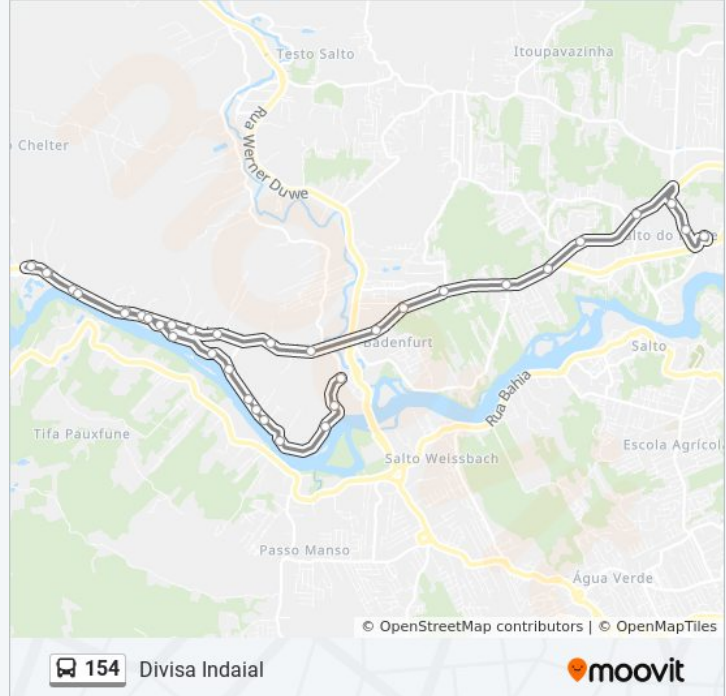 Testo Salto
Itoupavazinha
Chelter
Rua Werner Duwe
Salto do
Badenfurt
Salto
Rua Bahia
Tifa Pauxfune
Escola Agrícol
Salto Weissbach
Passo Manso
Água Verde
© OpenStreetMap contributors | © OpenMapTiles
154 Divisa Indaial
moovit